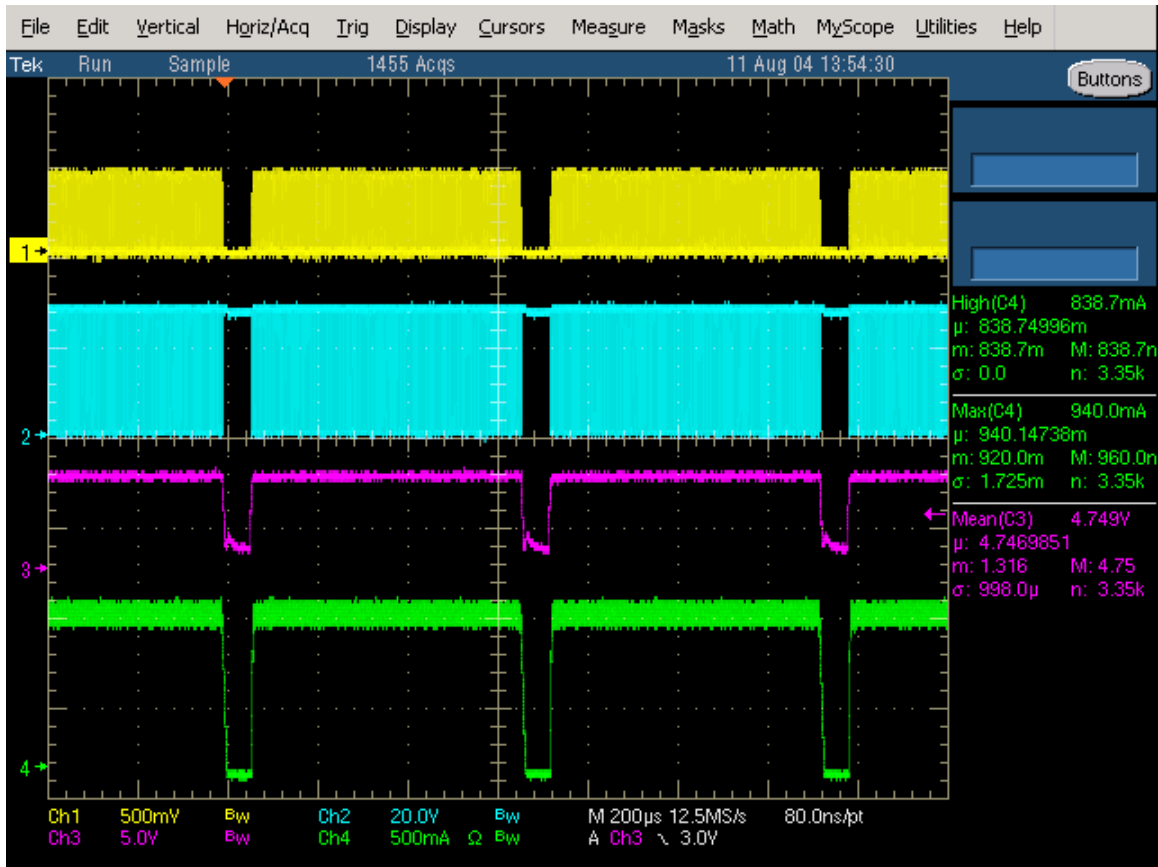 File Edit Vertical Horiz/Acq Trig Display Cursors Measure Masks Math MyScope Utilities Help
Tek Run Sample 1455 Acqs 11 Aug 04 13:54:30
Buttons
1
2
3
4
High(C4) 838.7mA
µ: 838.74996m
m: 838.7m M: 838.7n
σ: 0.0 n: 3.35k
Max(C4) 940.0mA
µ: 940.14738m
m: 920.0m M: 960.0n
σ: 1.725m n: 3.35k
Mean(C3) 4.749V
µ: 4.7469851
m: 1.316 M: 4.75
σ: 998.0µ n: 3.35k
Ch1 500mV Bw Ch2 20.0V Bw M 200µs 12.5MS/s 80.0ns/pt
Ch3 5.0V Bw Ch4 500mA Ω Bw A Ch3 3.0V